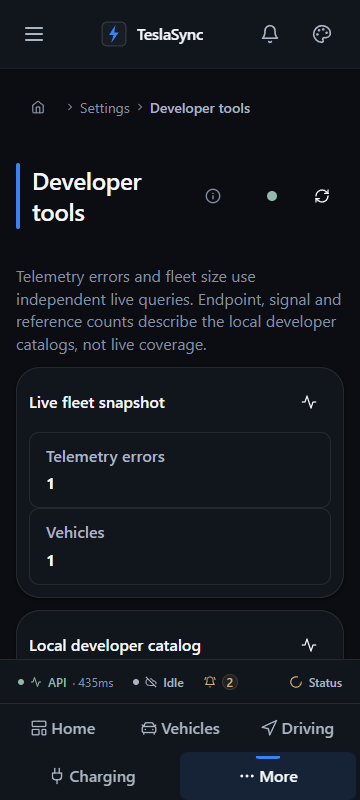 TeslaSync
Settings
Developer tools
Developer
tools
Telemetry errors and fleet size use
independent live queries. Endpoint, signal and
reference counts describe the local developer
catalogs, not live coverage.
Live fleet snapshot
Telemetry errors
1
Vehicles
1
Local developer catalog
API · 435ms
Idle
2
Status
Home
Vehicles
Driving
Charging
More